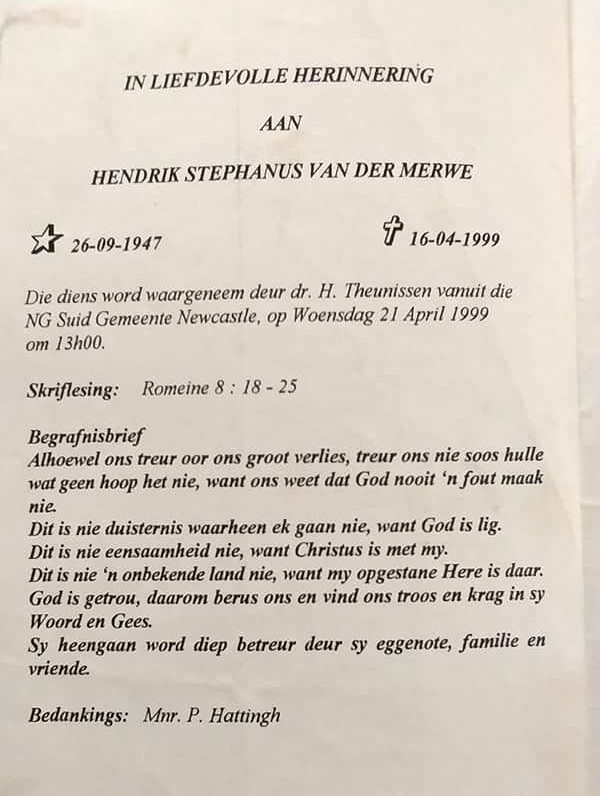 IN LIEFDEVOLLE HERINNERING
AAN
HENDRIK STEPHANUS VAN DER MERWE
26-09-1947 16-04-1999
Die diens word waargeneem deur dr. H. Theunissen vanuit die
NG Suid Gemeente Newcastle, op Woensdag 21 April 1999
om 13h00.
Skriflesing: Romeine 8 : 18 - 25
Begrafnisbrief
Alhoewel ons treur oor ons groot verlies, treur ons nie soos hulle
wat geen hoop het nie, want ons weet dat God nooit ‘n fout maak
nie.
Dit is nie duisternis waarheen ek gaan nie, want God is lig.
Dit is nie eensaamheid nie, want Christus is met my.
Dit is nie ‘n onbekende land nie, want my opgestane Here is daar.
God is getrou, daarom berus ons en vind ons troos en krag in sy
Woord en Gees.
Sy heengaan word diep betreur deur sy eggenote, familie en
vriende.
Bedankings: Mnr. P. Hattingh